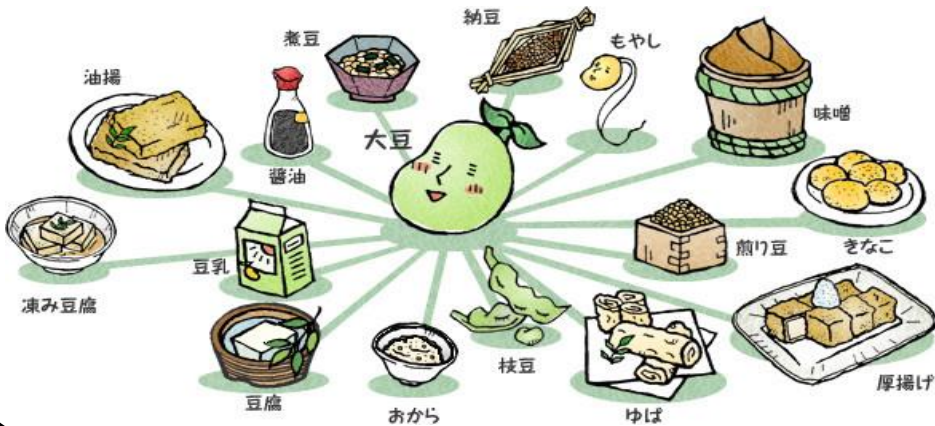 納豆
煮豆
もやし
油揚
味噌
大豆
醤油
きなこ
豆乳
煎り豆
凍み豆腐
枝豆
厚揚げ
豆腐
おから
ゆば